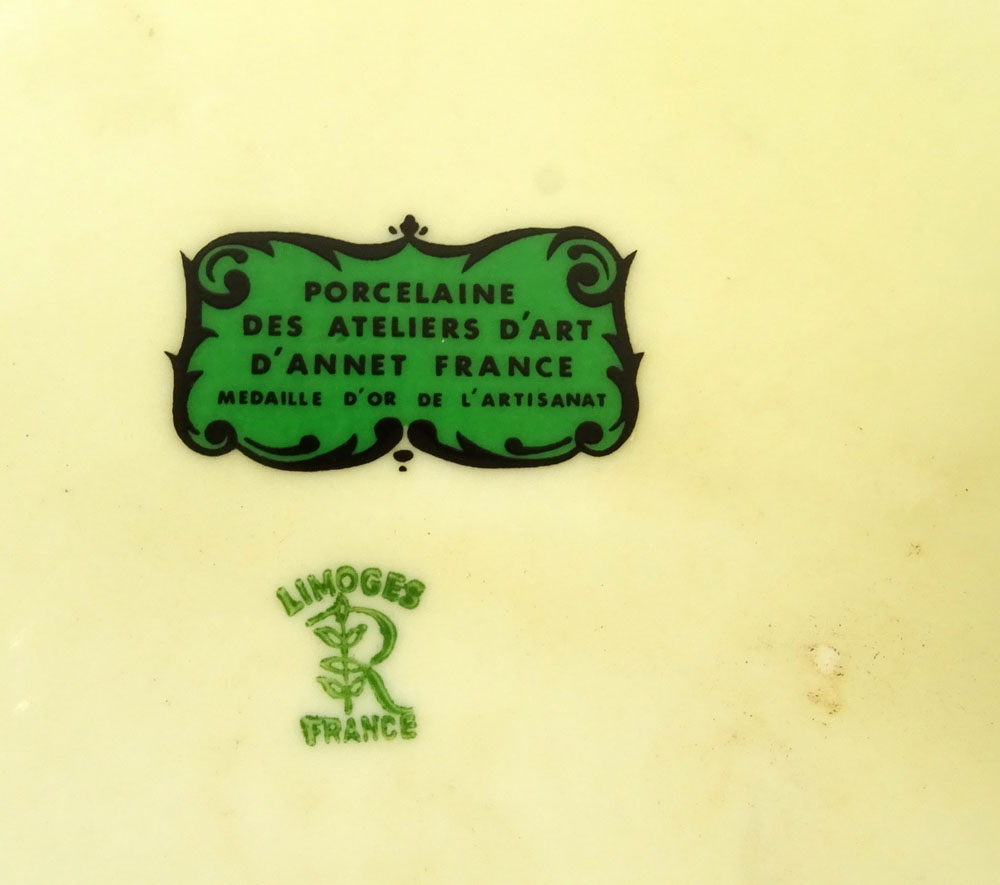 PORCELAINE
DES ATELIERS D'ART
D'ANNET FRANCE
MEDAILLE D'OR DE L'ARTISANAT
LIMOGES
R
FRANCE